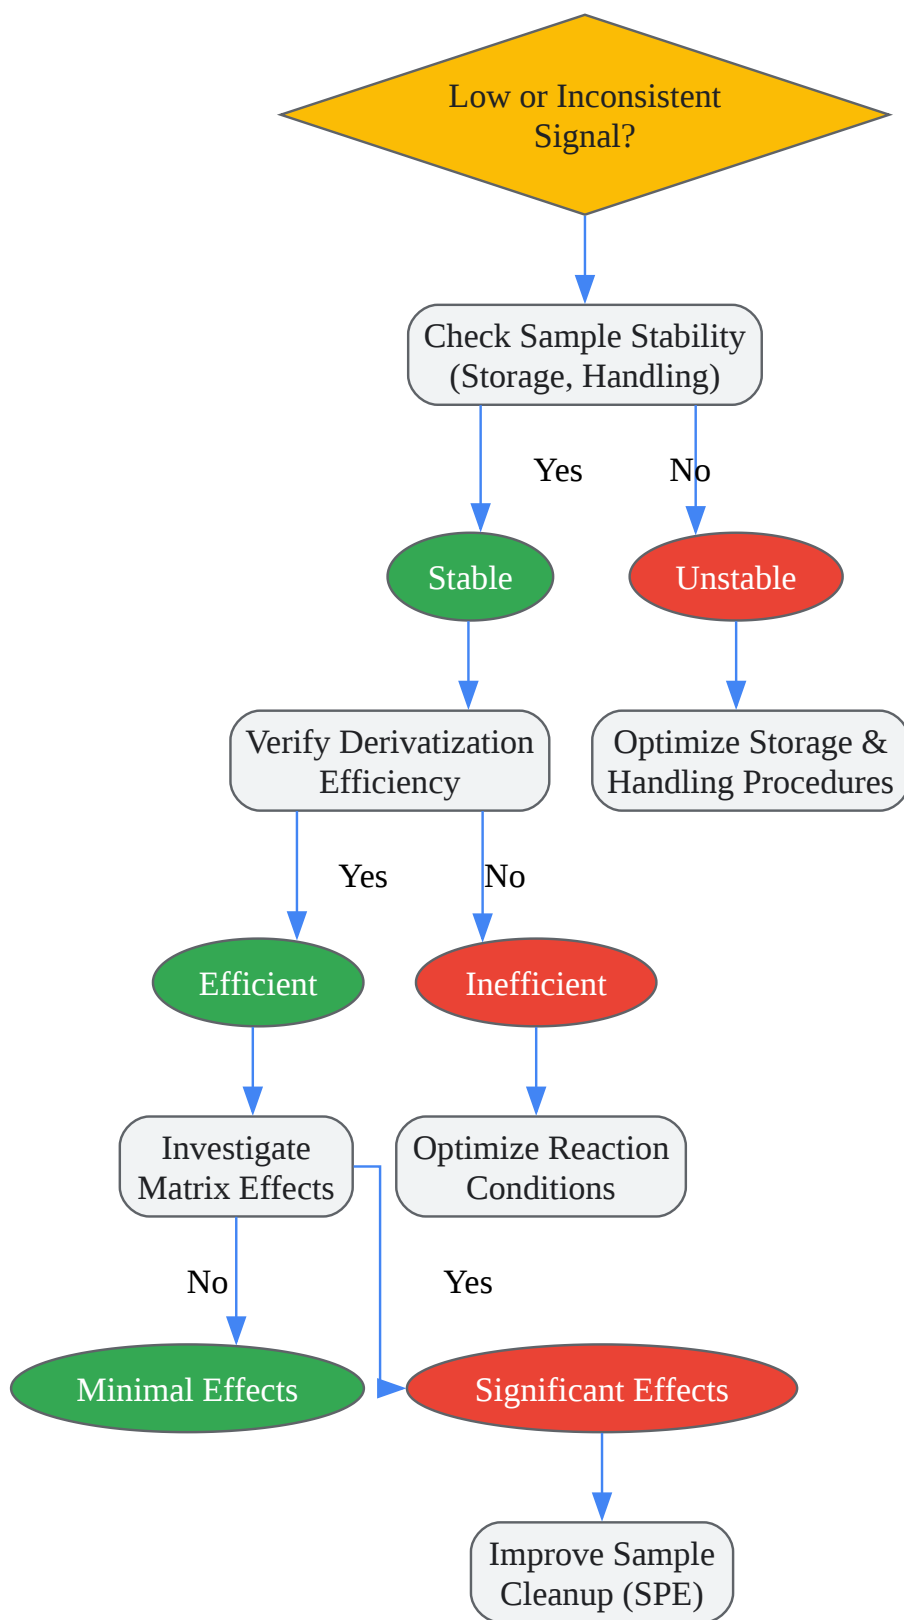 Low or Inconsistent
Signal?
Check Sample Stability
(Storage, Handling)
Yes
No
Stable
Unstable
Verify Derivatization
Efficiency
Optimize Storage &
Handling Procedures
Yes
No
Efficient
Inefficient
Investigate
Matrix Effects
Optimize Reaction
Conditions
No
Yes
Minimal Effects
Significant Effects
Improve Sample
Cleanup (SPE)